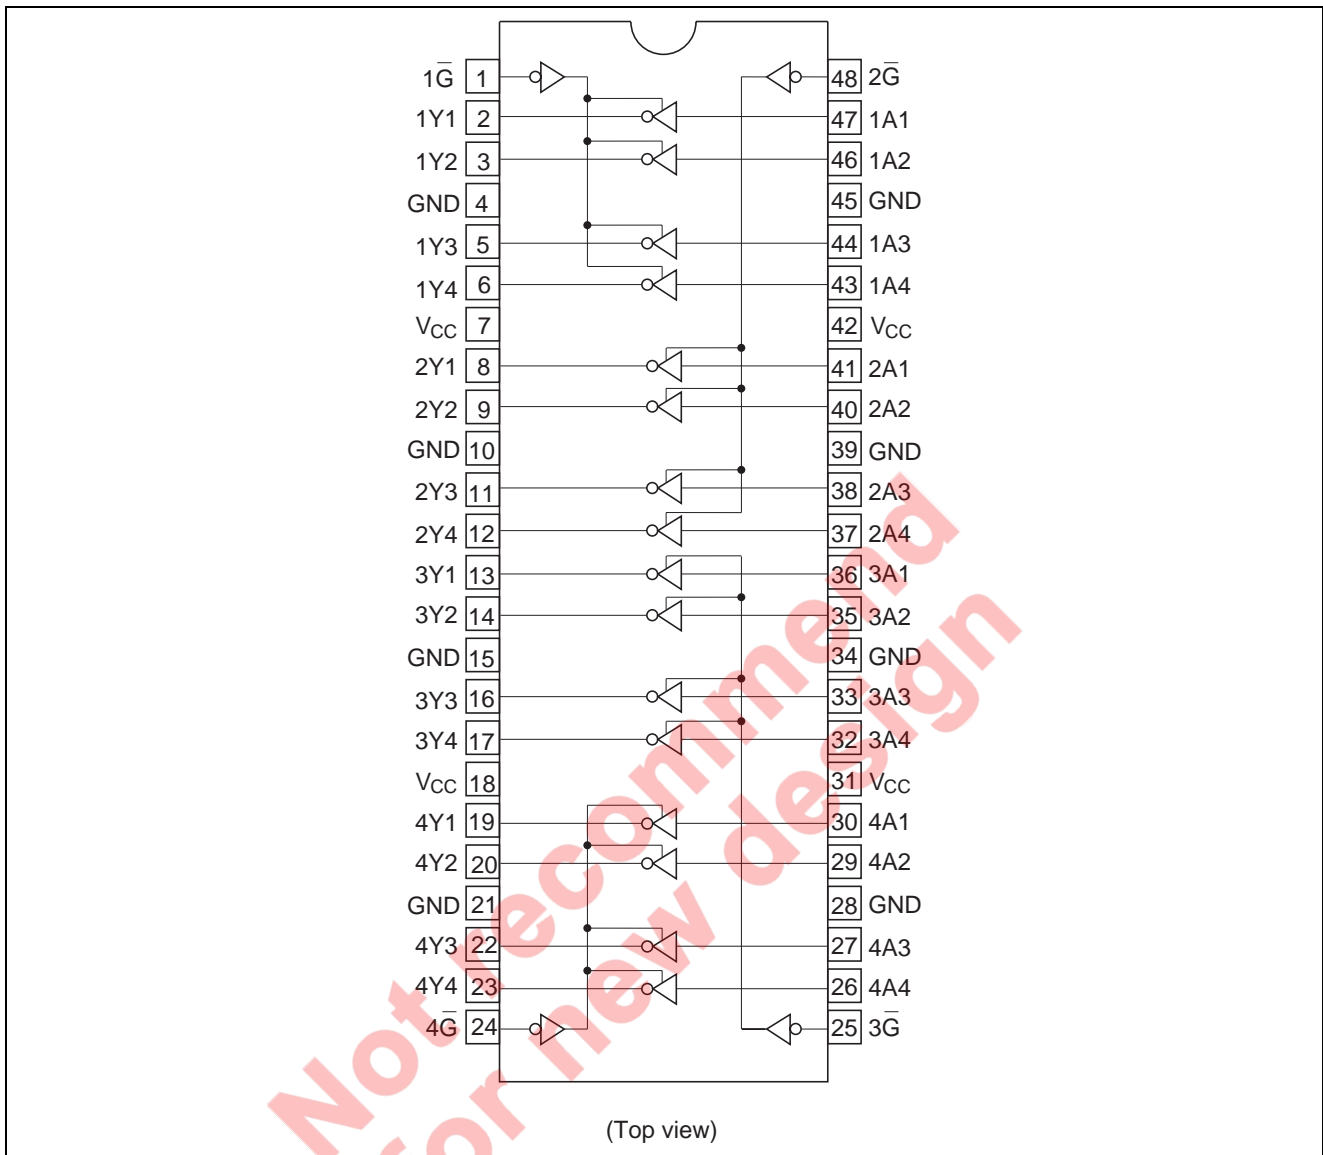 1G̅ 1 48 2G̅
1Y1 2 47 1A1
1Y2 3 46 1A2
GND 4 45 GND
1Y3 5 44 1A3
1Y4 6 43 1A4
VCC 7 42 VCC
2Y1 8 41 2A1
2Y2 9 40 2A2
GND 10 39 GND
2Y3 11 38 2A3
2Y4 12 37 2A4
3Y1 13 36 3A1
3Y2 14 35 3A2
GND 15 34 GND
3Y3 16 33 3A3
3Y4 17 32 3A4
VCC 18 31 VCC
4Y1 19 30 4A1
4Y2 20 29 4A2
GND 21 28 GND
4Y3 22 27 4A3
4Y4 23 26 4A4
4G̅ 24 25 3G̅
(Top view)
Not recommend
for new design